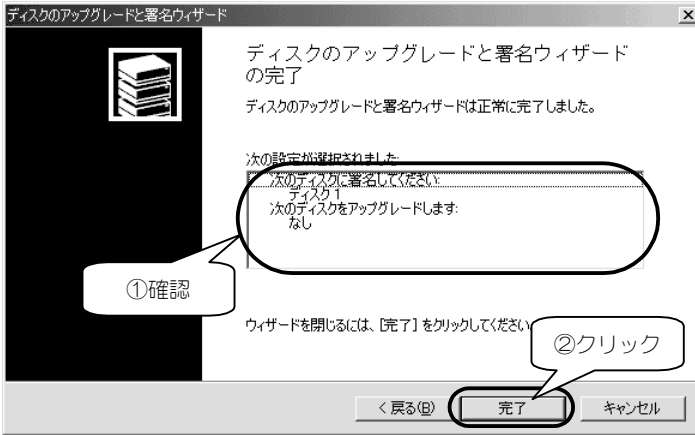 ディスクのアップグレードと署名ウィザード
ディスクのアップグレードと署名ウィザード
の完了
ディスクのアップグレードと署名ウィザードは正常に完了しました。
次の設定が選択されました:
次のディスクに署名してください:
ディスク 1
次のディスクをアップグレードします:
なし
①確認
ウィザードを閉じるには、[完了] をクリックしてください
②クリック
< 戻る(B)
完了
キャンセル